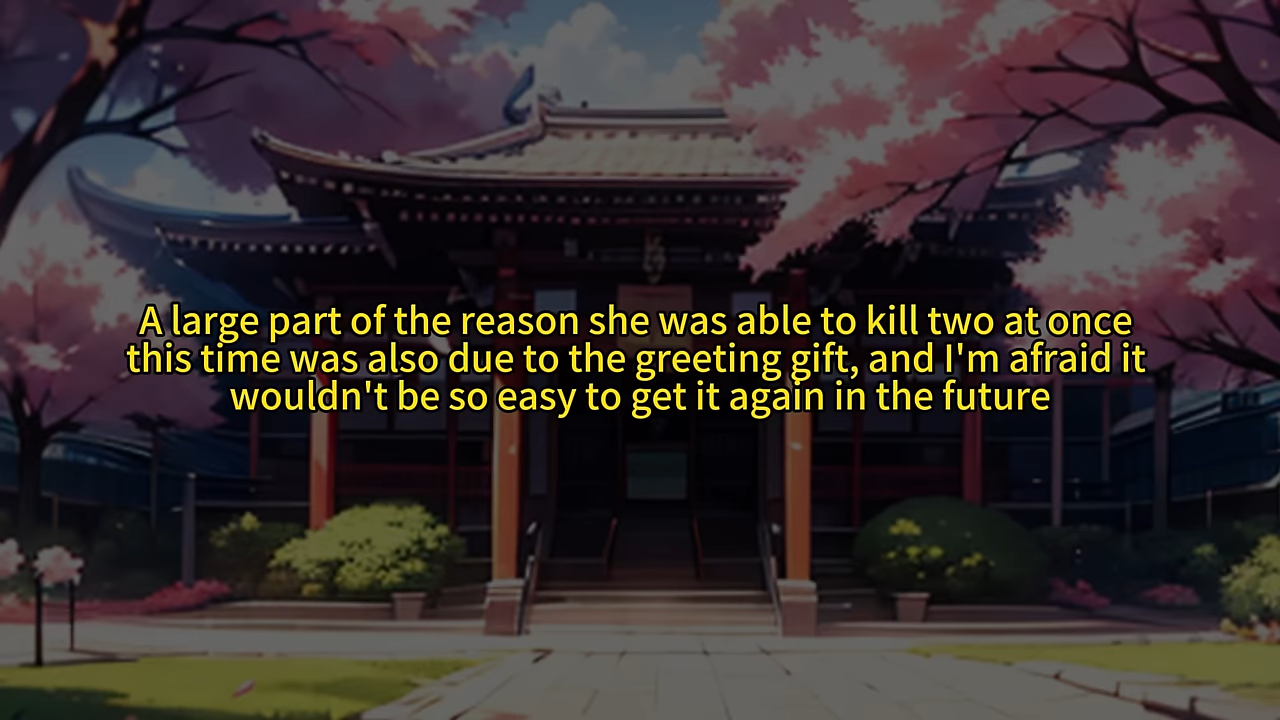 A large part of the reason she was able to kill two at once
this time was also due to the greeting gift, and I'm afraid it
wouldn't be so easy to get it again in the future